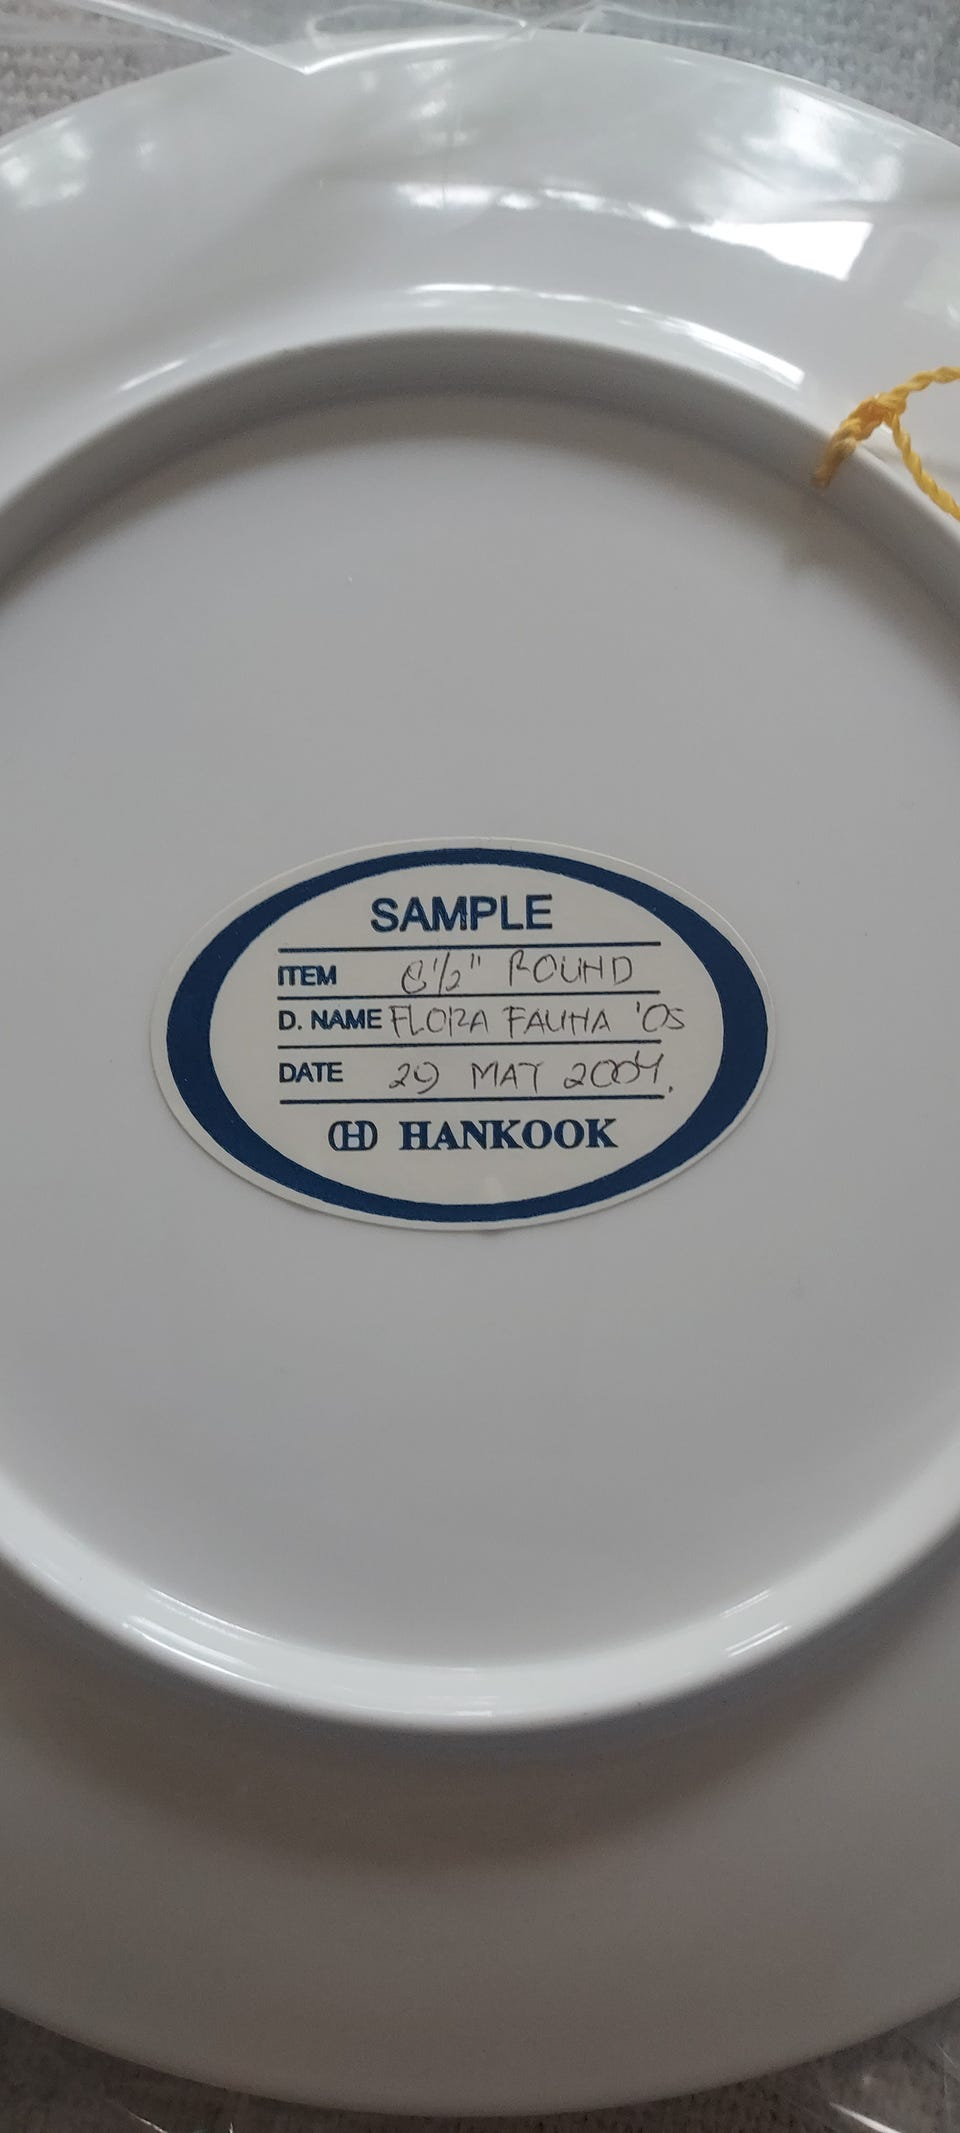 SAMPLE
ITEM 8½" ROUND
D. NAME FLORA FAUNA '05
DATE 29 MAY 2004.
HANKOOK